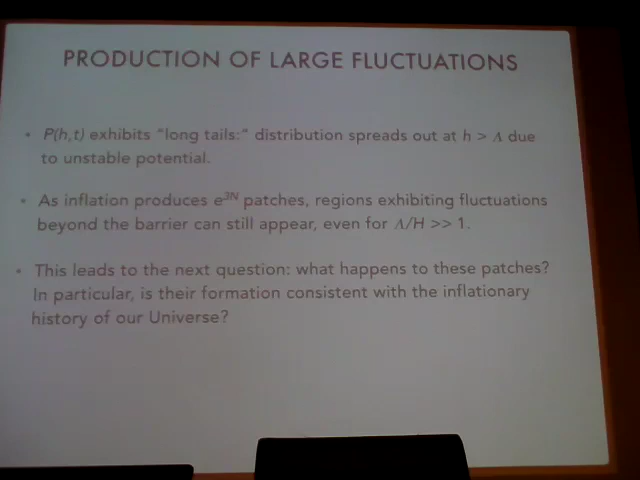 PRODUCTION OF LARGE FLUCTUATIONS
• P(h,t) exhibits "long tails:" distribution spreads out at h > Λ due
to unstable potential.
• As inflation produces e³ᴺ patches, regions exhibiting fluctuations
beyond the barrier can still appear, even for Λ/H >> 1.
• This leads to the next question: what happens to these patches?
In particular, is their formation consistent with the inflationary
history of our Universe?